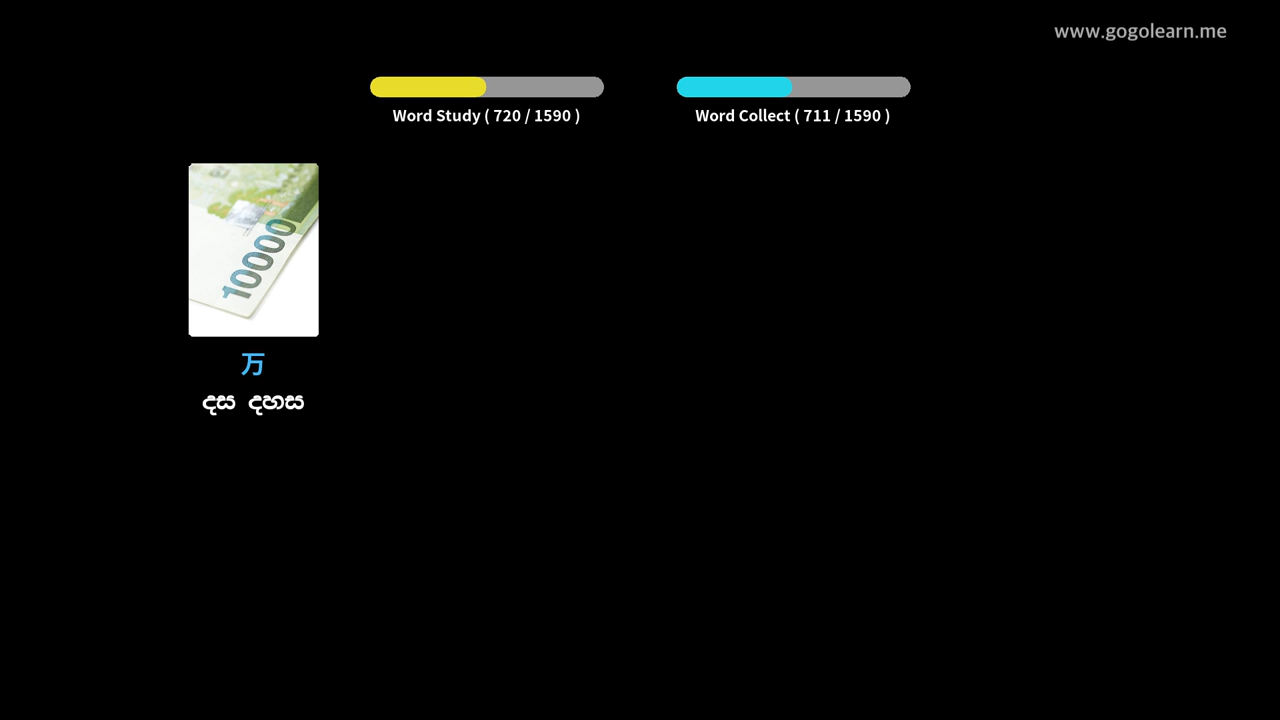 www.gogolearn.me
Word Study ( 720 / 1590 )
Word Collect ( 711 / 1590 )
10000
万
දස දහස